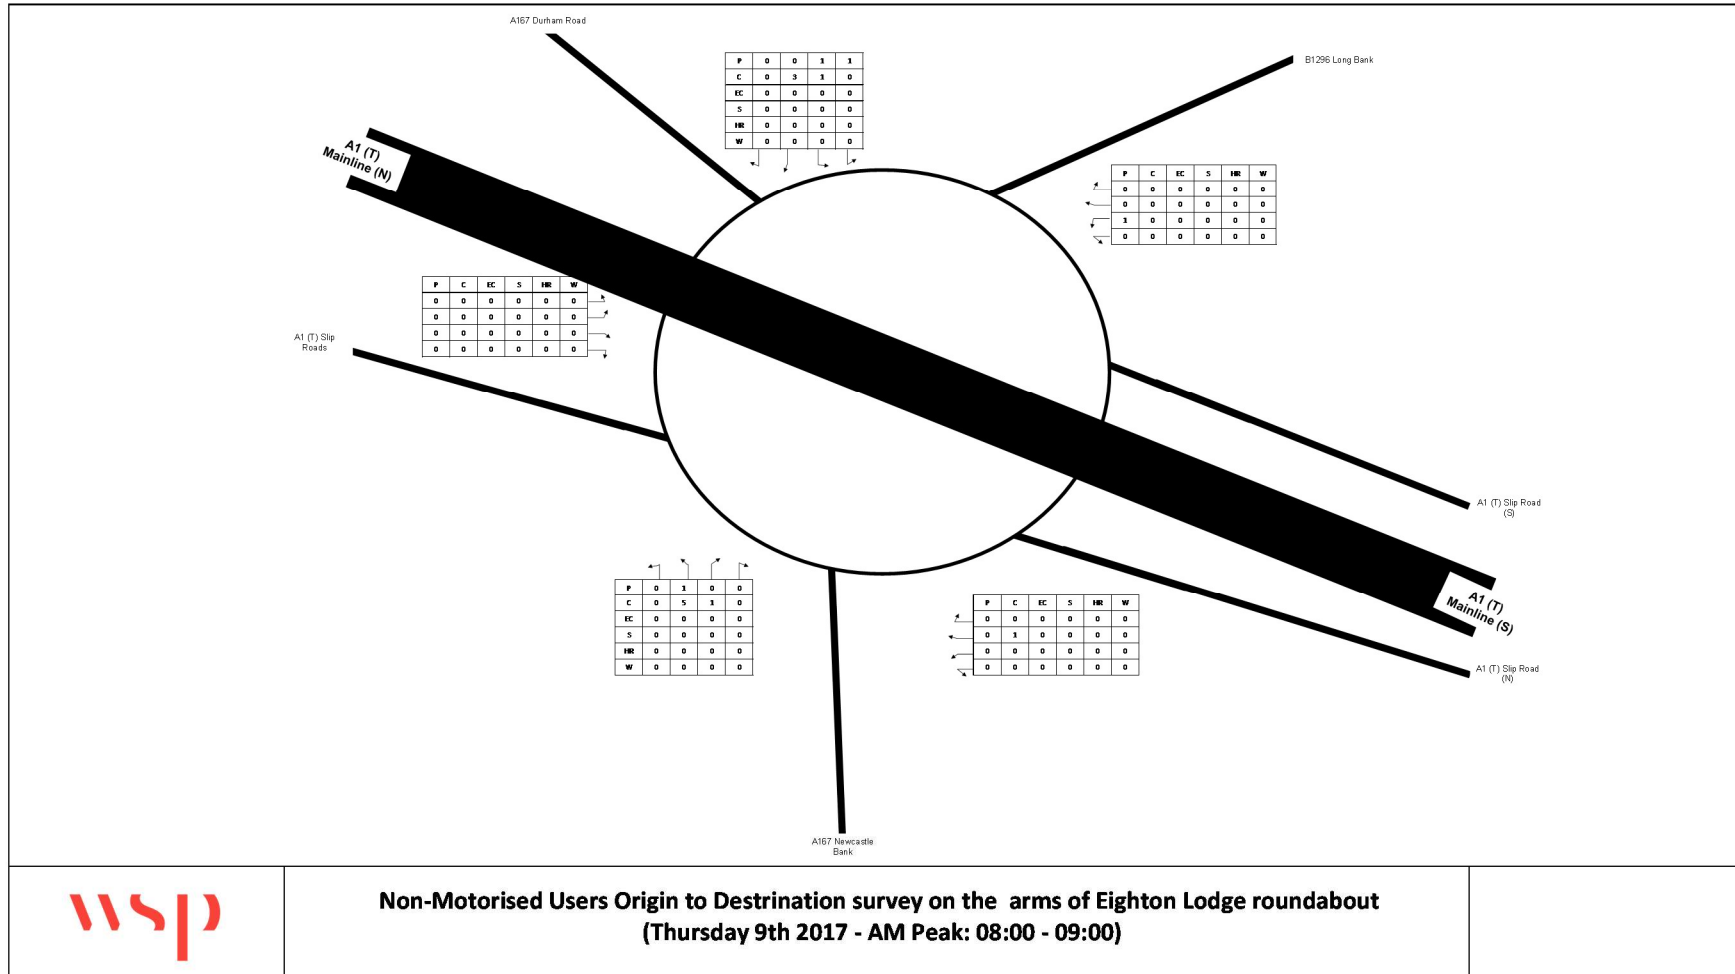 A167 Durham Road
B1296 Long Bank
P 0 0 1 1
C 0 3 1 0
EC 0 0 0 0
S 0 0 0 0
HR 0 0 0 0
W 0 0 0 0
A1 (T)
Mainline (N)
P C EC S HR W
0 0 0 0 0 0
0 0 0 0 0 0
1 0 0 0 0 0
0 0 0 0 0 0
P C EC S HR W
0 0 0 0 0 0
0 0 0 0 0 0
0 0 0 0 0 0
0 0 0 0 0 0
A1 (T) Slip
Roads
A1 (T) Slip Road
(S)
P 0 1 0 0
C 0 5 1 0
EC 0 0 0 0
S 0 0 0 0
HR 0 0 0 0
W 0 0 0 0
P C EC S HR W
0 0 0 0 0 0
0 1 0 0 0 0
0 0 0 0 0 0
0 0 0 0 0 0
A1 (T)
Mainline (S)
A1 (T) Slip Road
(N)
A167 Newcastle
Bank
wsp
Non-Motorised Users Origin to Destrination survey on the arms of Eighton Lodge roundabout
(Thursday 9th 2017 - AM Peak: 08:00 - 09:00)